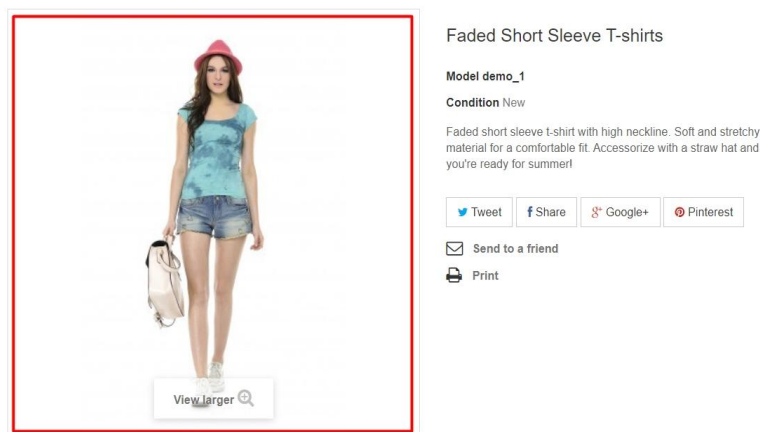 Faded Short Sleeve T-shirts
Model demo_1
Condition New
Faded short sleeve t-shirt with high neckline. Soft and stretchy
material for a comfortable fit. Accessorize with a straw hat and
you're ready for summer!
Tweet
Share
Google+
Pinterest
Send to a friend
Print
View larger